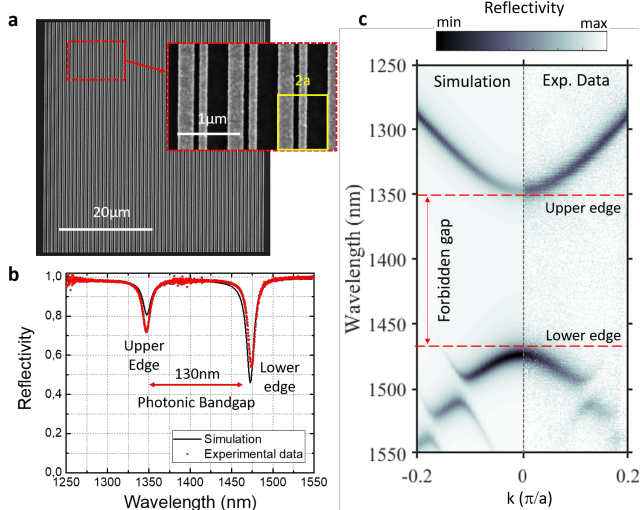 a
2a
1µm
20µm
b
1.0
0.8
0.6
0.4
0.2
0.0
Reflectivity
Upper
Edge
130nm
Photonic Bandgap
Lower
edge
Simulation
Experimental data
1250
1300
1350
1400
1450
1500
1550
Wavelength (nm)
c
Reflectivity
min
max
Simulation
Exp. Data
1250
1300
1350
1400
1450
1500
1550
Wavelength (nm)
Upper edge
Forbidden gap
Lower edge
-0.2
0
0.2
k (π/a)